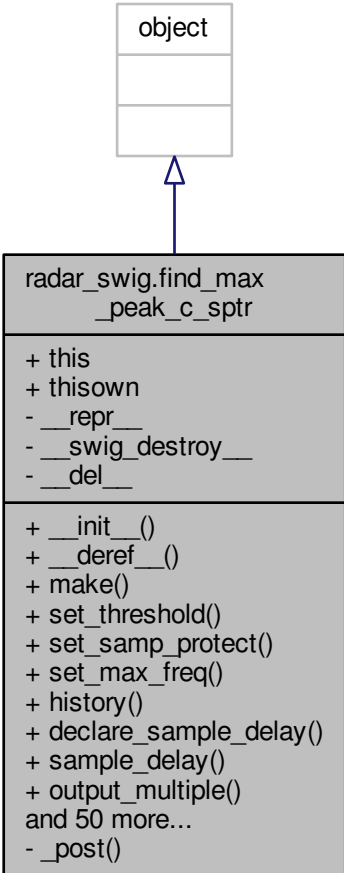 object
radar_swig.find_max
_peak_c_sptr
+ this
+ thisown
- __repr__
- __swig_destroy__
- __del__
+ __init__()
+ __deref__()
+ make()
+ set_threshold()
+ set_samp_protect()
+ set_max_freq()
+ history()
+ declare_sample_delay()
+ sample_delay()
+ output_multiple()
and 50 more...
- _post()